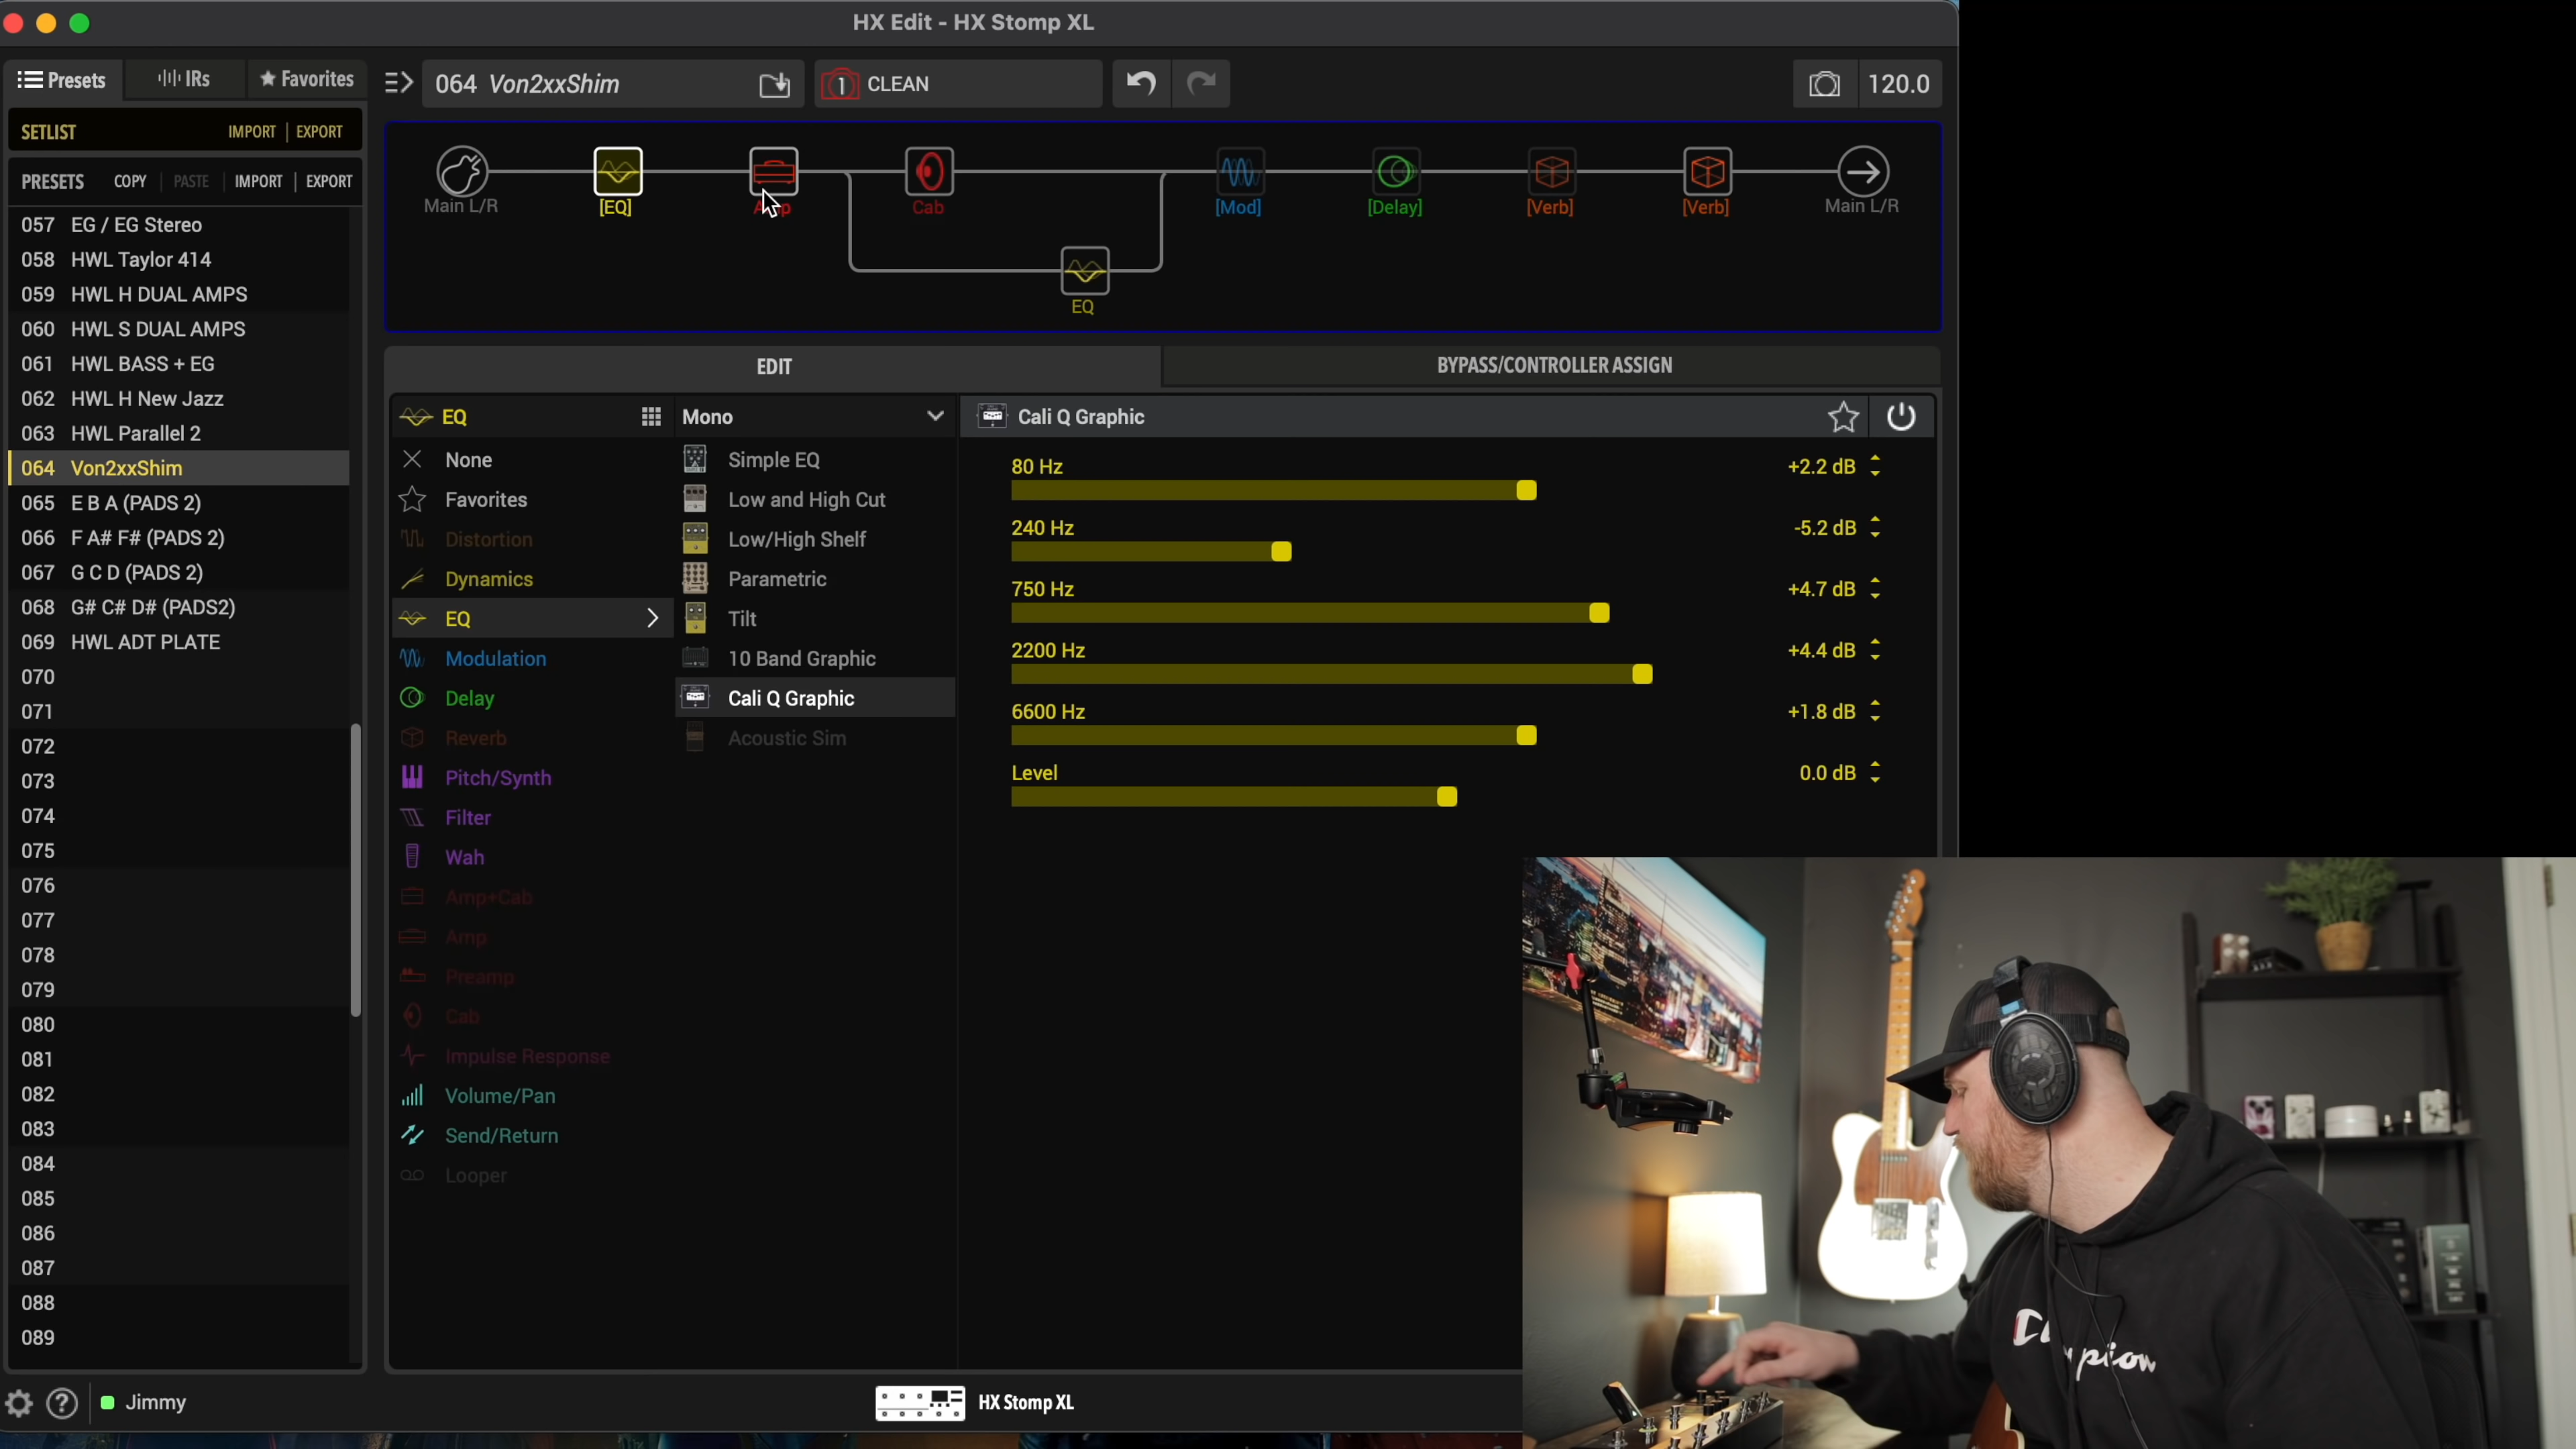 HX Edit - HX Stomp XL
Presets
IRs
Favorites
064 Von2xxShim
1 CLEAN
120.0
SETLIST IMPORT EXPORT
PRESETS COPY PASTE IMPORT EXPORT
057 EG / EG Stereo
058 HWL Taylor 414
059 HWL H DUAL AMPS
060 HWL S DUAL AMPS
061 HWL BASS + EG
062 HWL H New Jazz
063 HWL Parallel 2
064 Von2xxShim
065 E B A (PADS 2)
066 F A# F# (PADS 2)
067 G C D (PADS 2)
068 G# C# D# (PADS2)
069 HWL ADT PLATE
070
071
072
073
074
075
076
077
078
079
080
081
082
083
084
085
086
087
088
089
Main L/R
[EQ]
Amp
Cab
[Mod]
[Delay]
[Verb]
[Verb]
Main L/R
EQ
EDIT
BYPASS/CONTROLLER ASSIGN
EQ
Mono
Cali Q Graphic
None
Favorites
Distortion
Dynamics
EQ
Modulation
Delay
Reverb
Pitch/Synth
Filter
Wah
Amp+Cab
Amp
Preamp
Cab
Impulse Response
Volume/Pan
Send/Return
Looper
Simple EQ
Low and High Cut
Low/High Shelf
Parametric
Tilt
10 Band Graphic
Cali Q Graphic
Acoustic Sim
80 Hz +2.2 dB
240 Hz -5.2 dB
750 Hz +4.7 dB
2200 Hz +4.4 dB
6600 Hz +1.8 dB
Level 0.0 dB
? Jimmy
HX Stomp XL